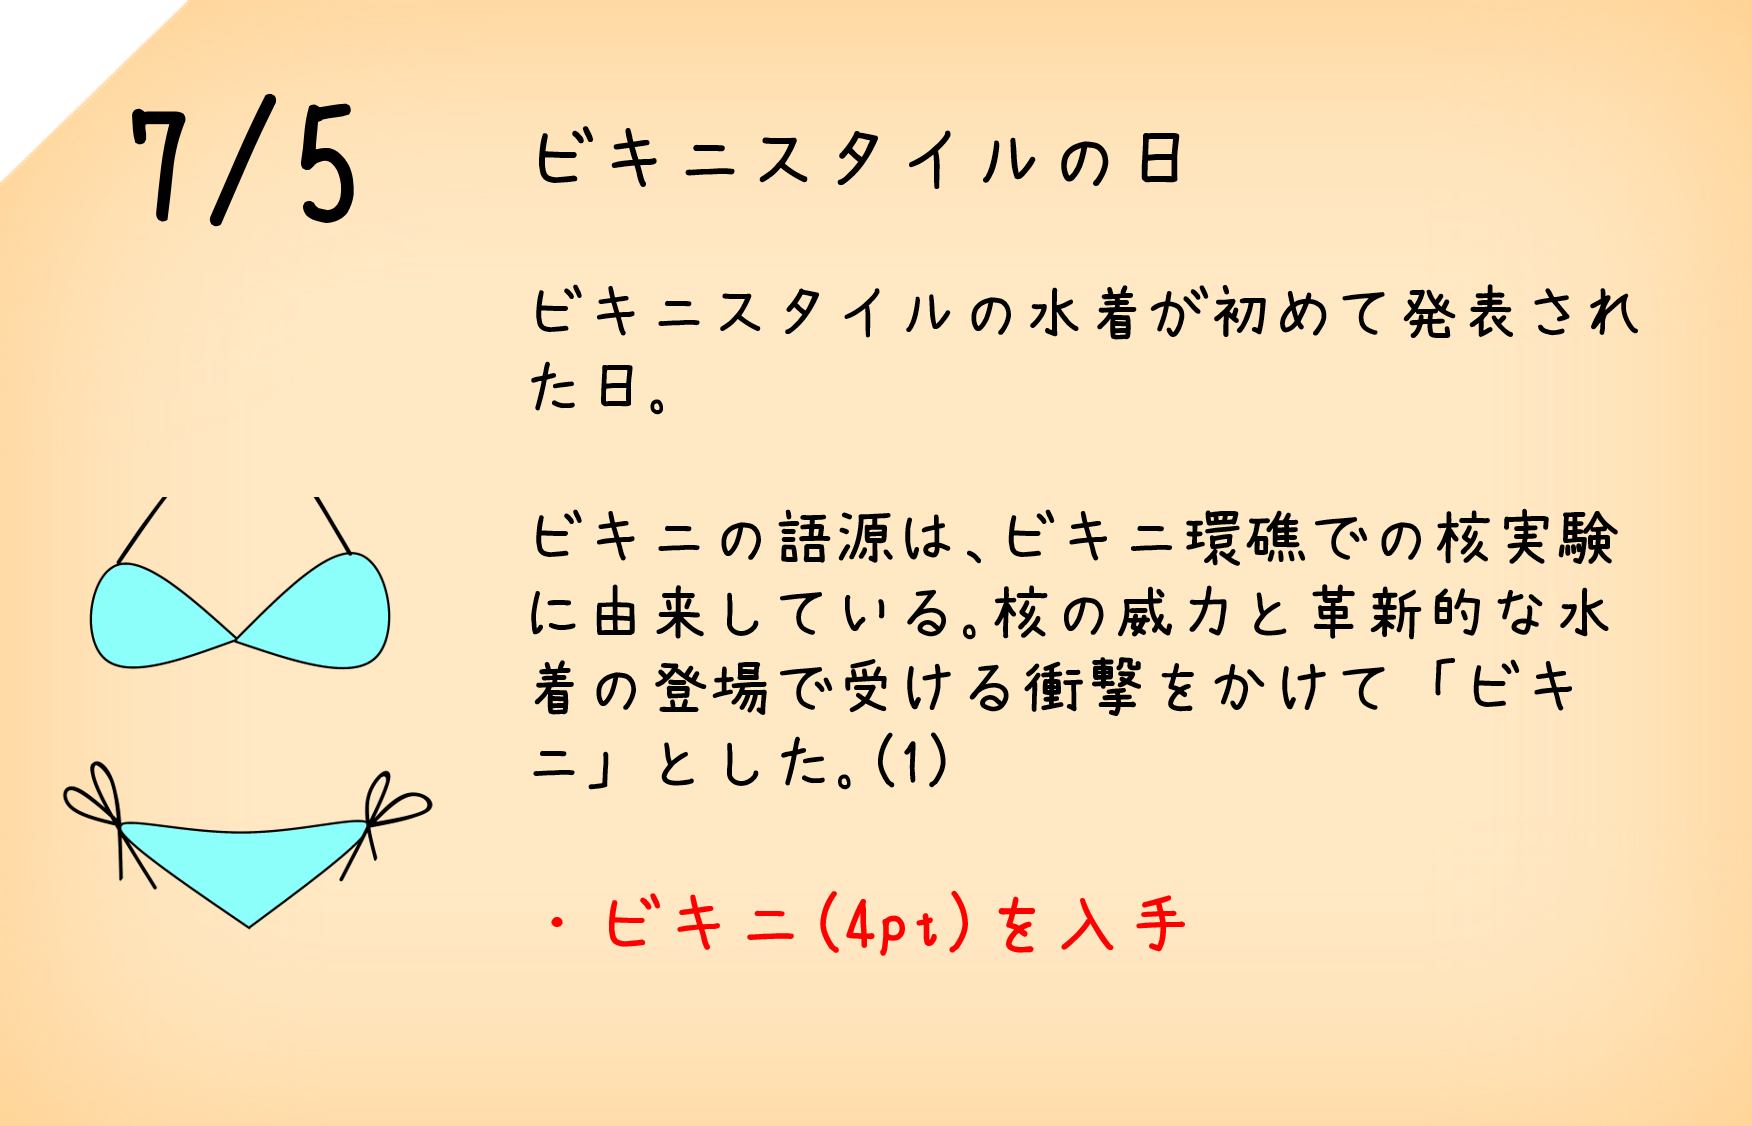 7/5
ビキニスタイルの日
ビキニスタイルの水着が初めて発表され
た日。
ビキニの語源は、ビキニ環礁での核実験
に由来している。核の威力と革新的な水
着の登場で受ける衝撃をかけて「ビキ
ニ」とした。(1)
・ビキニ(4pt)を入手